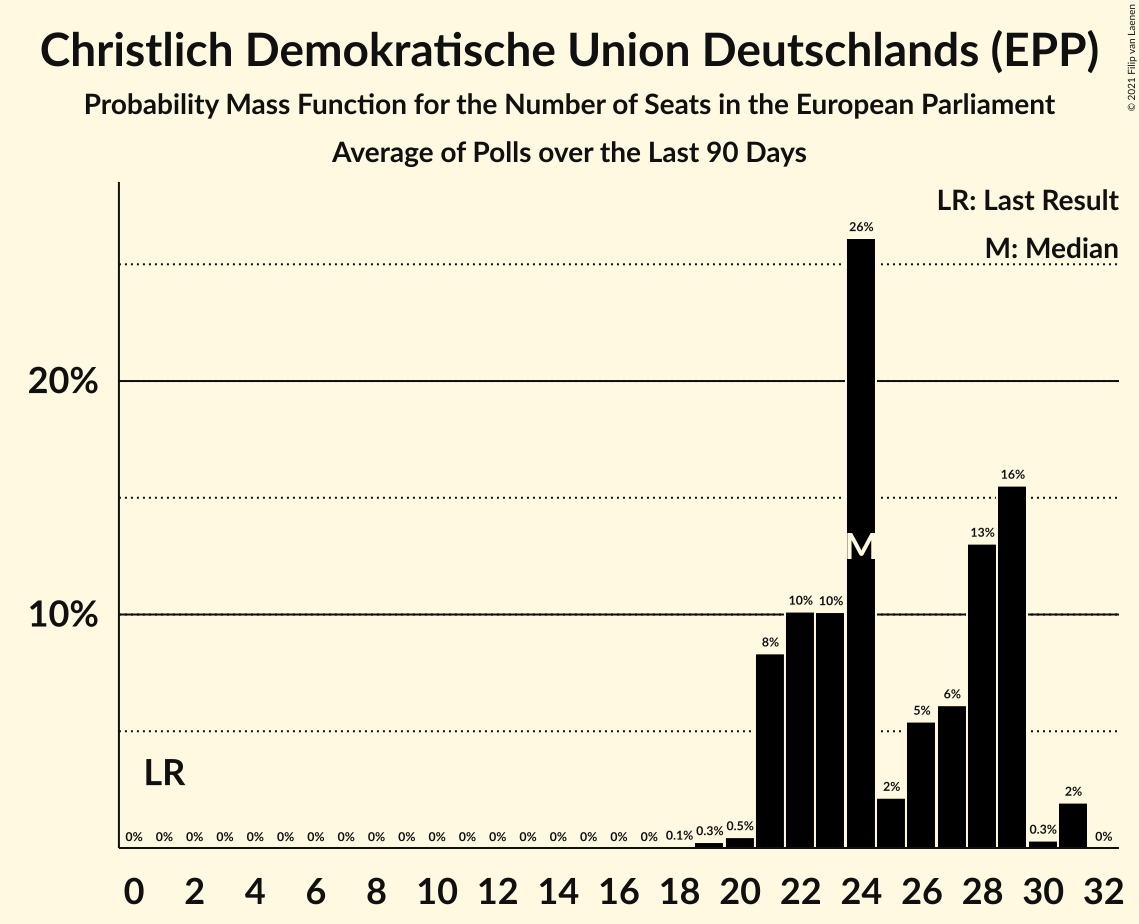 Christlich Demokratische Union Deutschlands (EPP)
Probability Mass Function for the Number of Seats in the European Parliament
Average of Polls over the Last 90 Days
© 2021 Filip van Laenen
LR: Last Result
M: Median
26%
20%
16%
13%
M
10%
10% 10%
8%
6%
5%
2%
2%
LR
0% 0% 0% 0% 0% 0% 0% 0% 0% 0% 0% 0% 0% 0% 0% 0% 0% 0% 0.1% 0.3% 0.5% 0.3% 0%
0 2 4 6 8 10 12 14 16 18 20 22 24 26 28 30 32